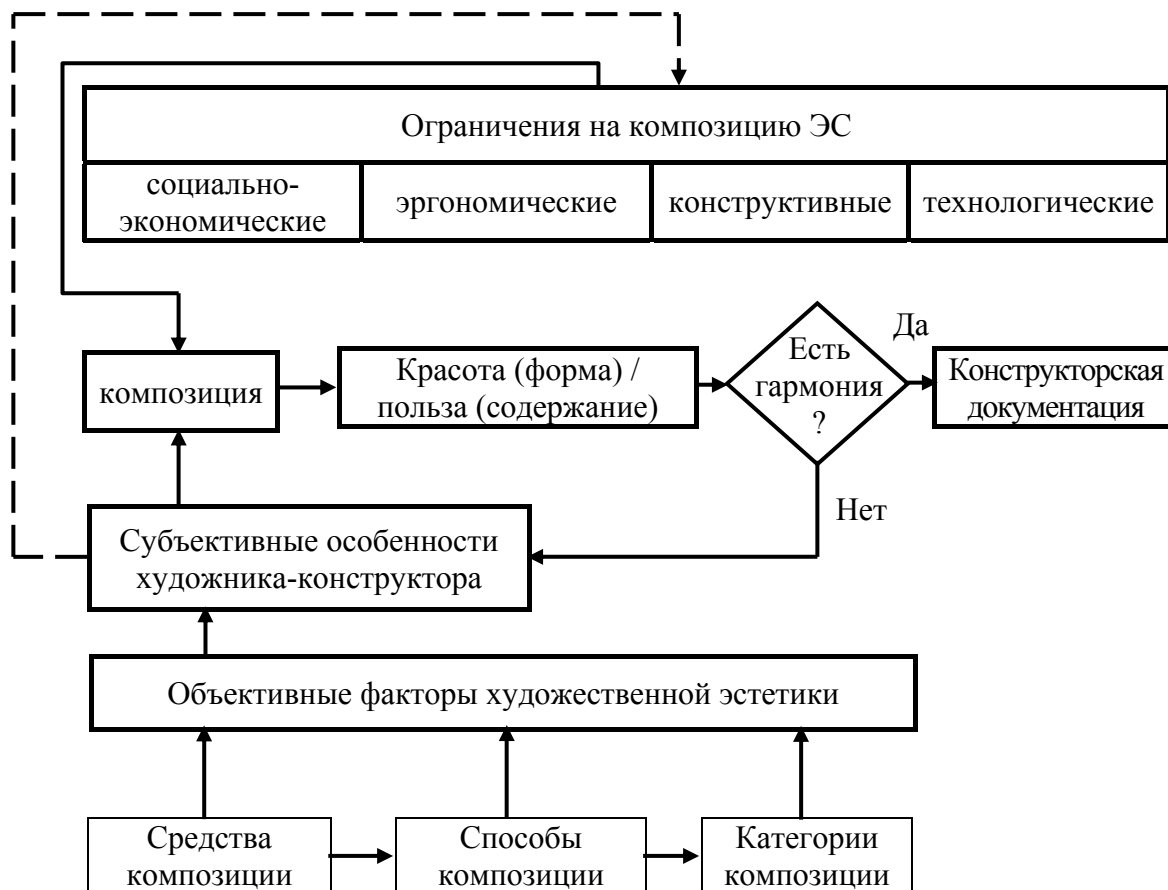 Ограничения на композицию ЭС
социально-
экономические
эргономические
конструктивные
технологические
композиция
Красота (форма) /
польза (содержание)
Есть
гармония
?
Да
Конструкторская
документация
Нет
Субъективные особенности
художника-конструктора
Объективные факторы художественной эстетики
Средства
композиции
Способы
композиции
Категории
композиции